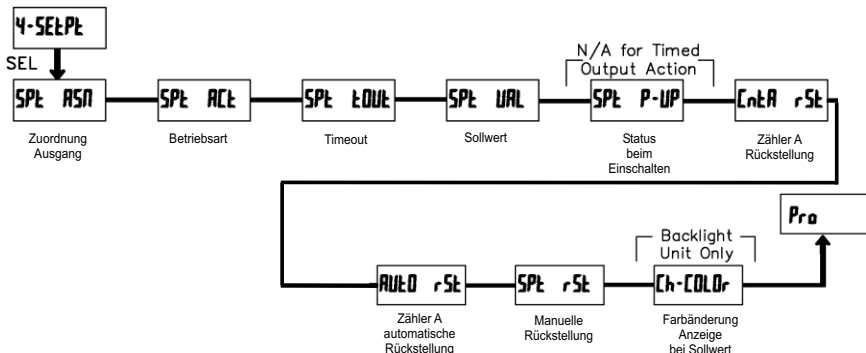 4-SEtPt
SEL
N/A for Timed
Output Action
SPt ASN
SPt ACt
SPt tOUt
SPt VAL
SPt P-UP
CntA rSt
Zuordnung
Ausgang
Betriebsart
Timeout
Sollwert
Status
beim
Einschalten
Zähler A
Rückstellung
Pro
Backlight
Unit Only
AUtO rSt
SPt rSt
Ch-COLOr
Zähler A
automatische
Rückstellung
Manuelle
Rückstellung
Farbänderung
Anzeige
bei Sollwert